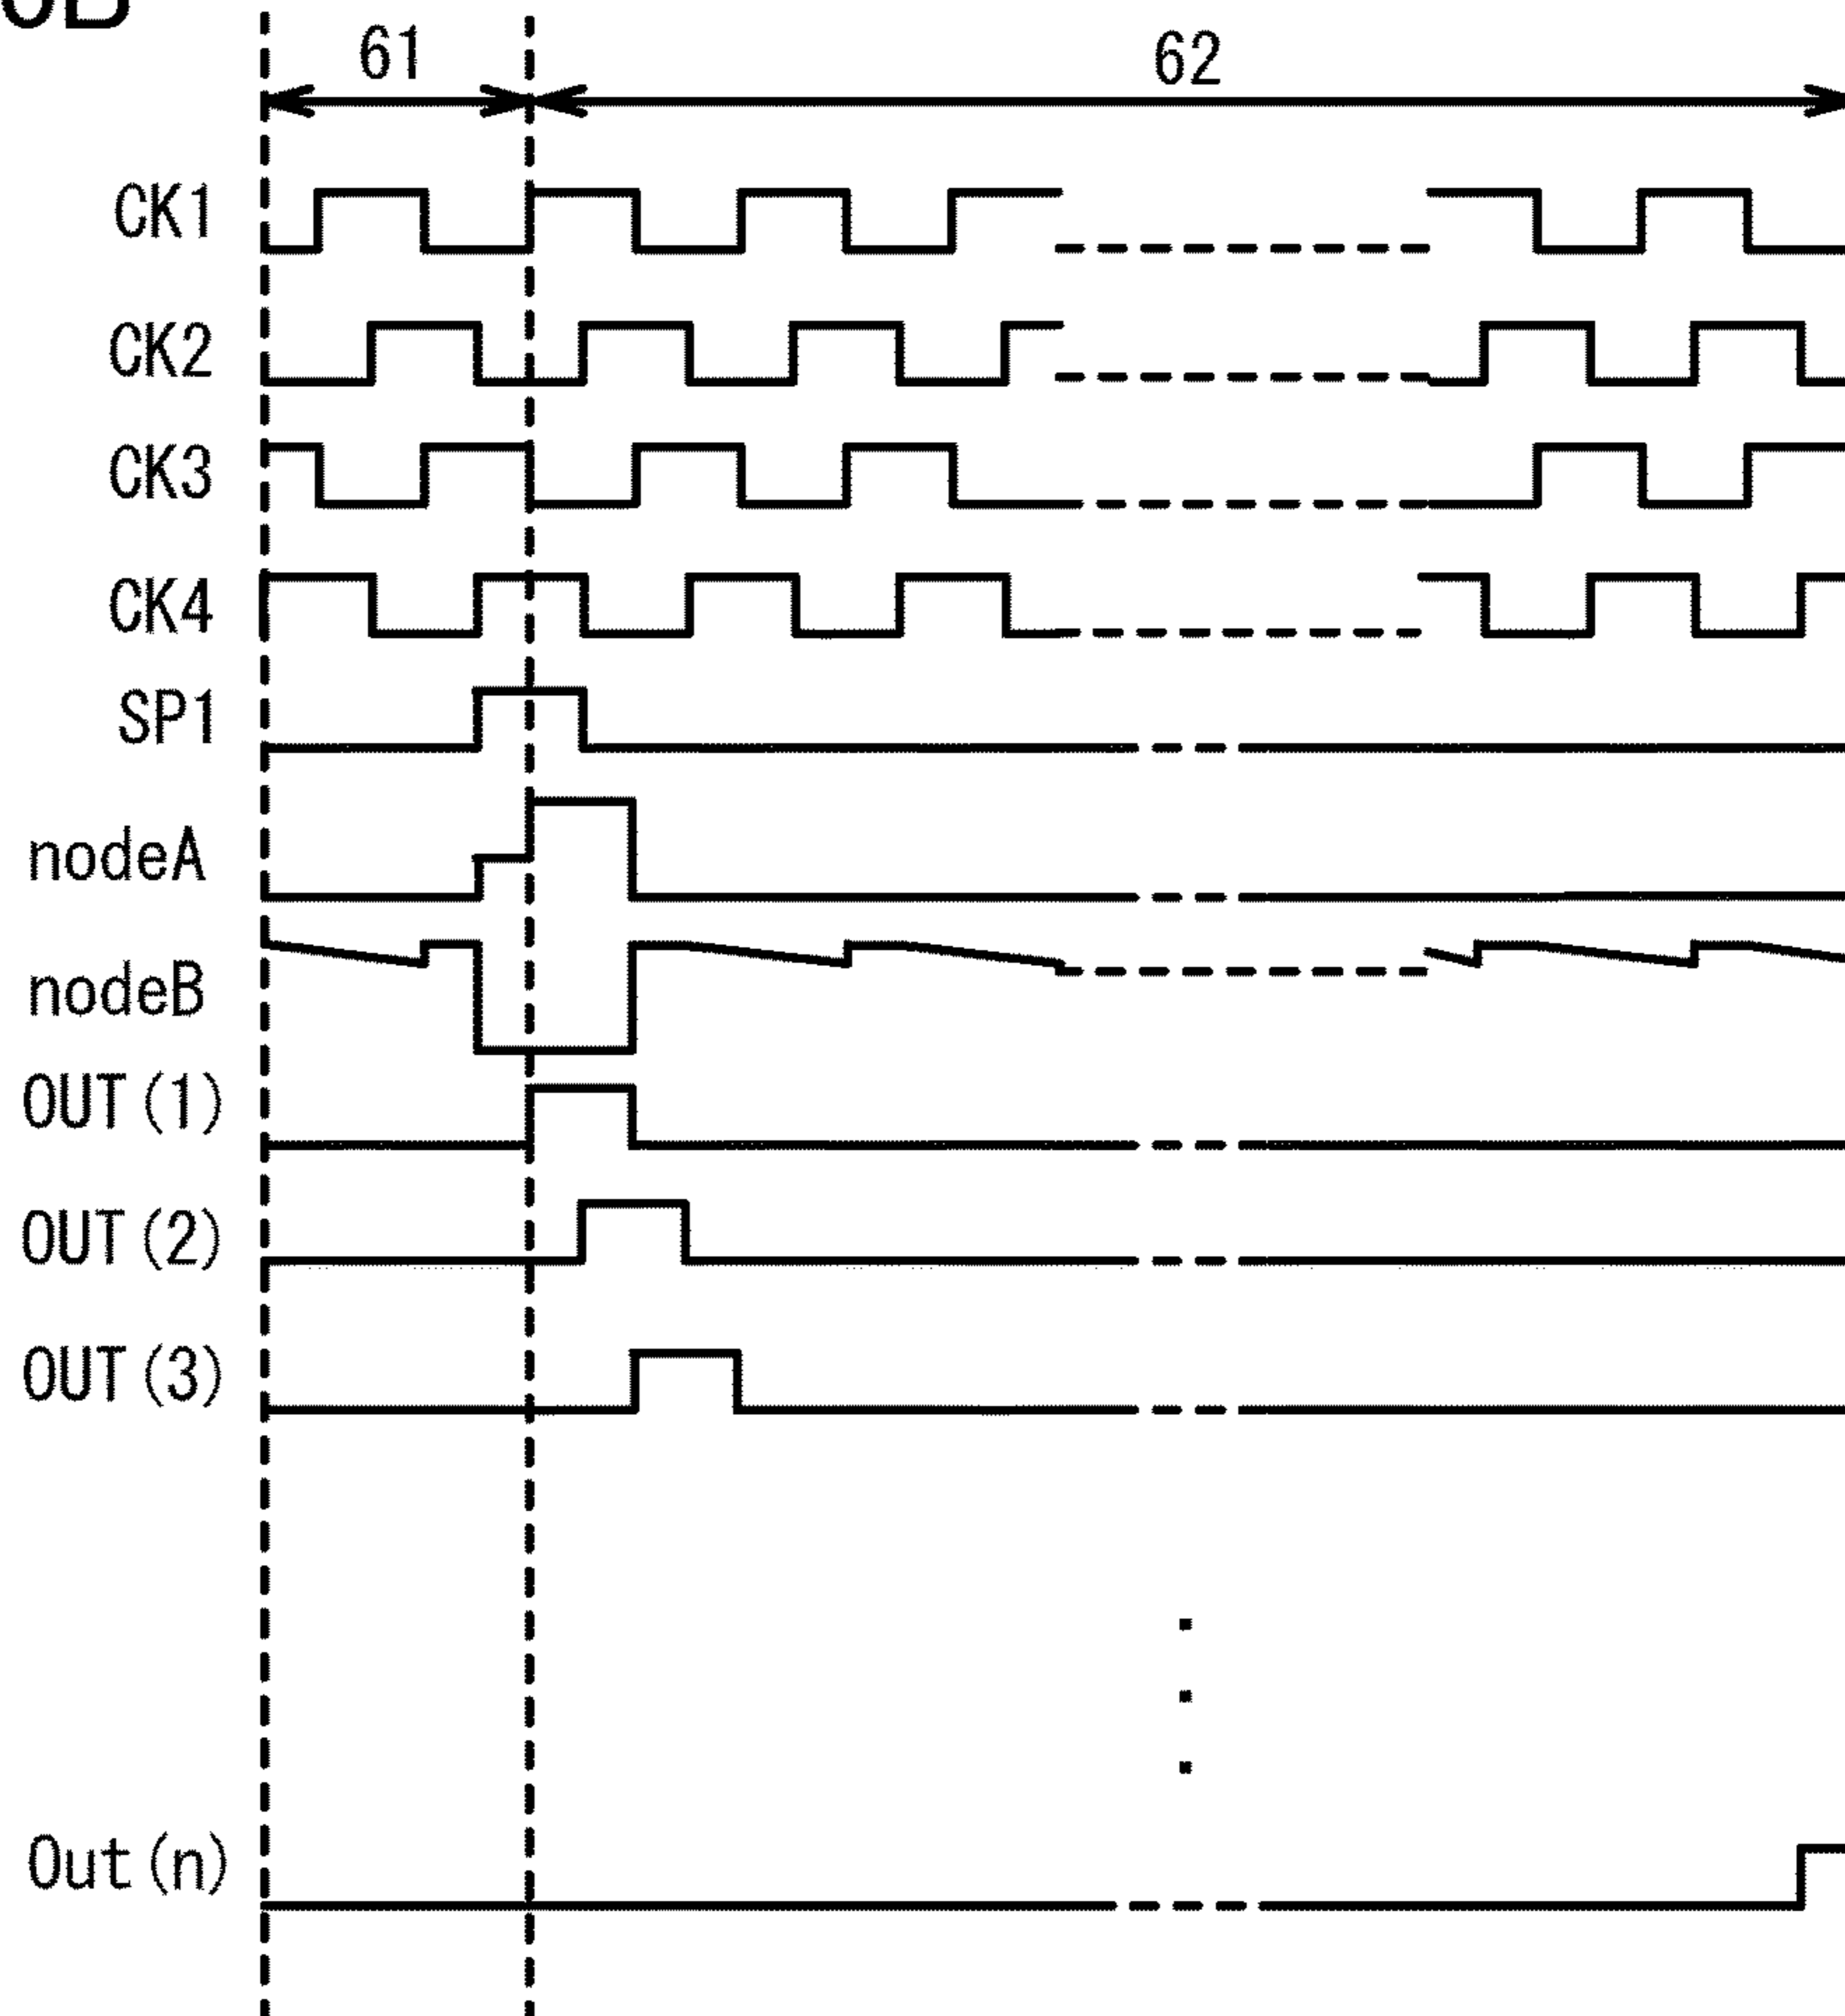 61 62
CK1
CK2
CK3
CK4
SP1
nodeA
nodeB
OUT(1)
OUT(2)
OUT(3)
Out(n)